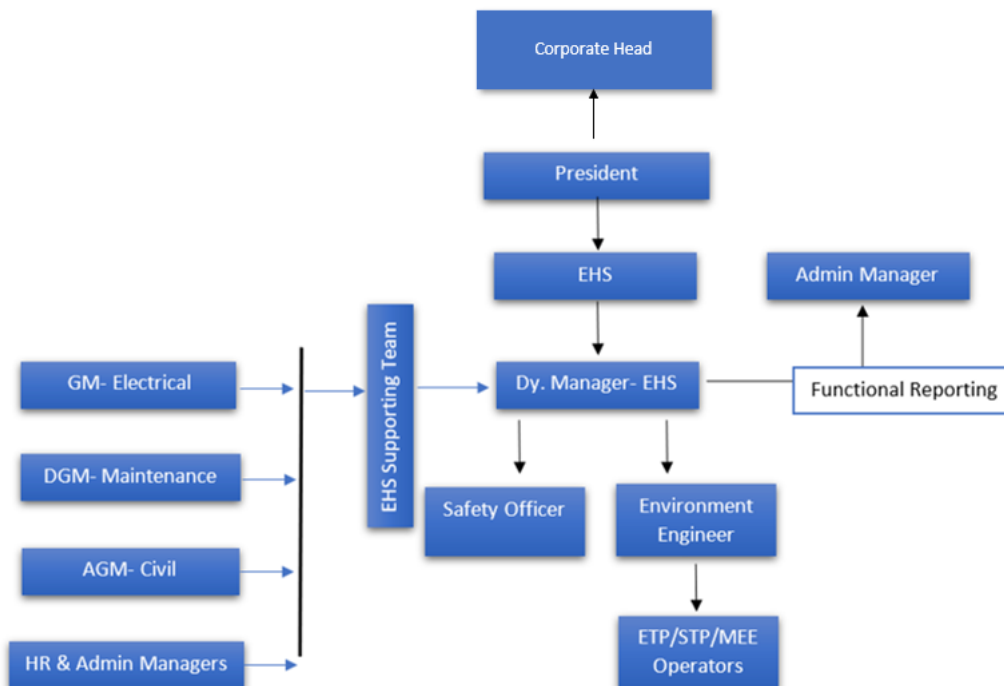 Corporate Head
President
EHS
Admin Manager
EHS Supporting Team
GM- Electrical
Dy. Manager- EHS
Functional Reporting
DGM- Maintenance
Safety Officer
Environment
Engineer
AGM- Civil
HR & Admin Managers
ETP/STP/MEE
Operators